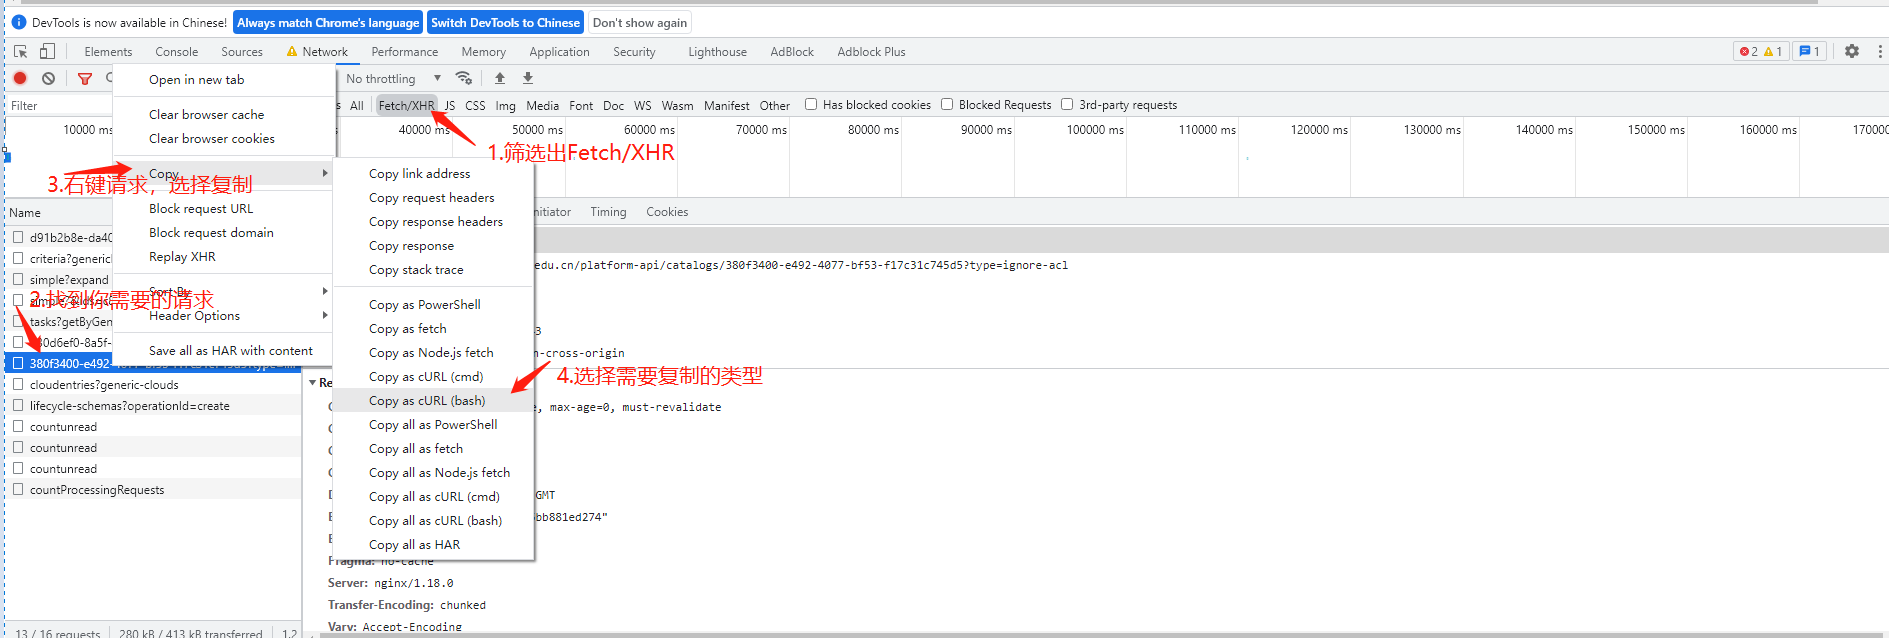 DevTools is now available in Chinese! Always match Chrome's language Switch DevTools to Chinese Don't show again
Elements Console Sources Network Performance Memory Application Security Lighthouse AdBlock Adblock Plus 2 1 1
No throttling
Filter All Fetch/XHR JS CSS Img Media Font Doc WS Wasm Manifest Other Has blocked cookies Blocked Requests 3rd-party requests
10000 ms 40000 ms 50000 ms 60000 ms 70000 ms 80000 ms 90000 ms 100000 ms 110000 ms 120000 ms 130000 ms 140000 ms 150000 ms 160000 ms 17000
1.筛选出Fetch/XHR
3.右键请求，选择复制
2.找到你需要的请求
4.选择需要复制的类型
Open in new tab
Clear browser cache
Clear browser cookies
Copy
Block request URL
Block request domain
Replay XHR
Sort By
Header Options
Save all as HAR with content
Copy link address
Copy request headers
Copy response headers
Copy response
Copy stack trace
Copy as PowerShell
Copy as fetch
Copy as Node.js fetch
Copy as cURL (cmd)
Copy as cURL (bash)
Copy all as PowerShell
Copy all as fetch
Copy all as Node.js fetch
Copy all as cURL (cmd)
Copy all as cURL (bash)
Copy all as HAR
Name
d91b2b8e-da40
criteria?generic
simple?expand
tasks?getByGen
380f3400-e492-
cloudentries?generic-clouds
lifecycle-schemas?operationId=create
countunread
countunread
countunread
countProcessingRequests
13 / 16 requests 280 kB / 413 kB transferred 1.2
nitiator Timing Cookies
edu.cn/platform-api/catalogs/380f3400-e492-4077-bf53-f17c31c745d5?type=ignore-acl
3
n-cross-origin
Re
, max-age=0, must-revalidate
GMT
bb881ed274"
Pragma: no-cache
Server: nginx/1.18.0
Transfer-Encoding: chunked
Vary: Accept-Encoding